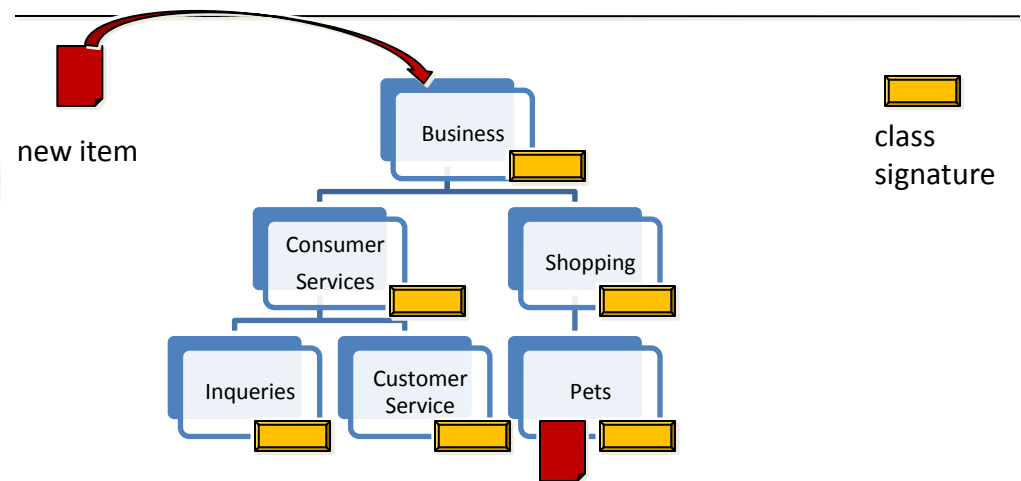 new item
class
signature
Business
Consumer
Services
Shopping
Inqueries
Customer
Service
Pets